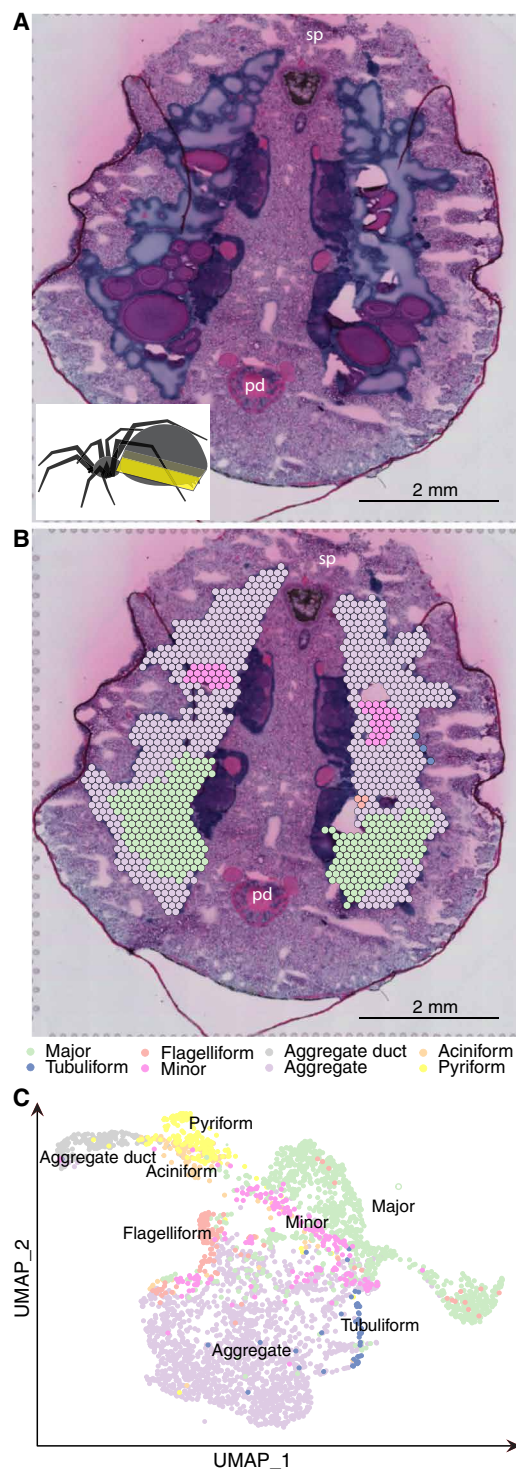 A
sp
pd
2 mm
B
sp
pd
2 mm
Major Flagelliform Aggregate duct Aciniform
Tubuliform Minor Aggregate Pyriform
C
Pyriform
Aggregate duct
Aciniform
Major
Minor
Flagelliform
Tubuliform
Aggregate
UMAP_2
UMAP_1